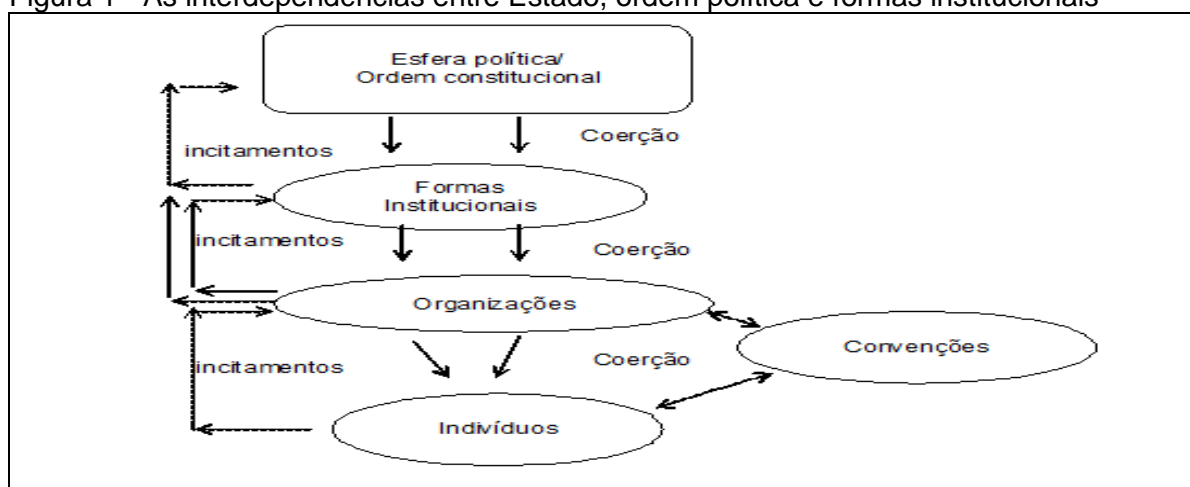 Figura 1 - As interdependências entre Estado, ordem política e formas institucionais
Esfera política/
Ordem constitucional
Coerção
incitamentos
Formas
Institucionais
incitamentos
Coerção
Organizações
Convenções
Coerção
incitamentos
Indivíduos